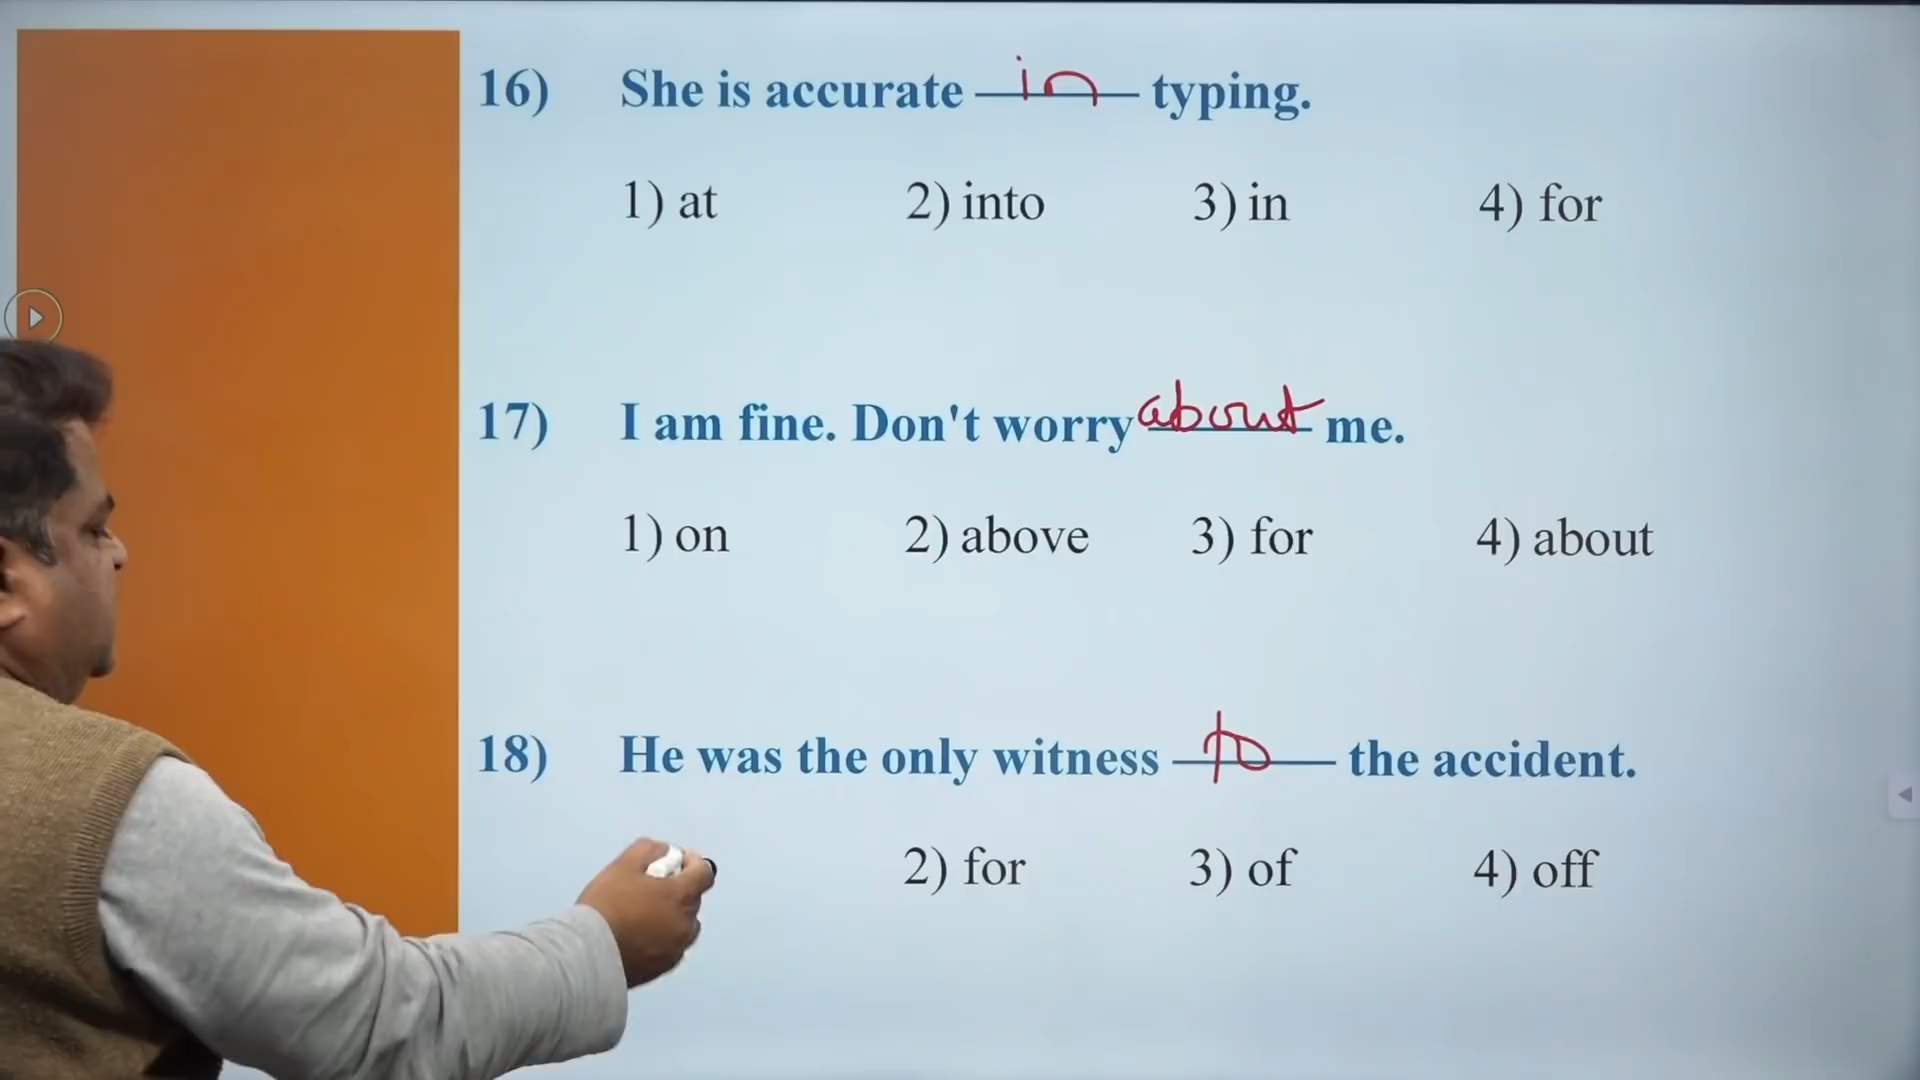 16) She is accurate in typing.
1) at 2) into 3) in 4) for
17) I am fine. Don't worry about me.
1) on 2) above 3) for 4) about
18) He was the only witness to the accident.
2) for 3) of 4) off